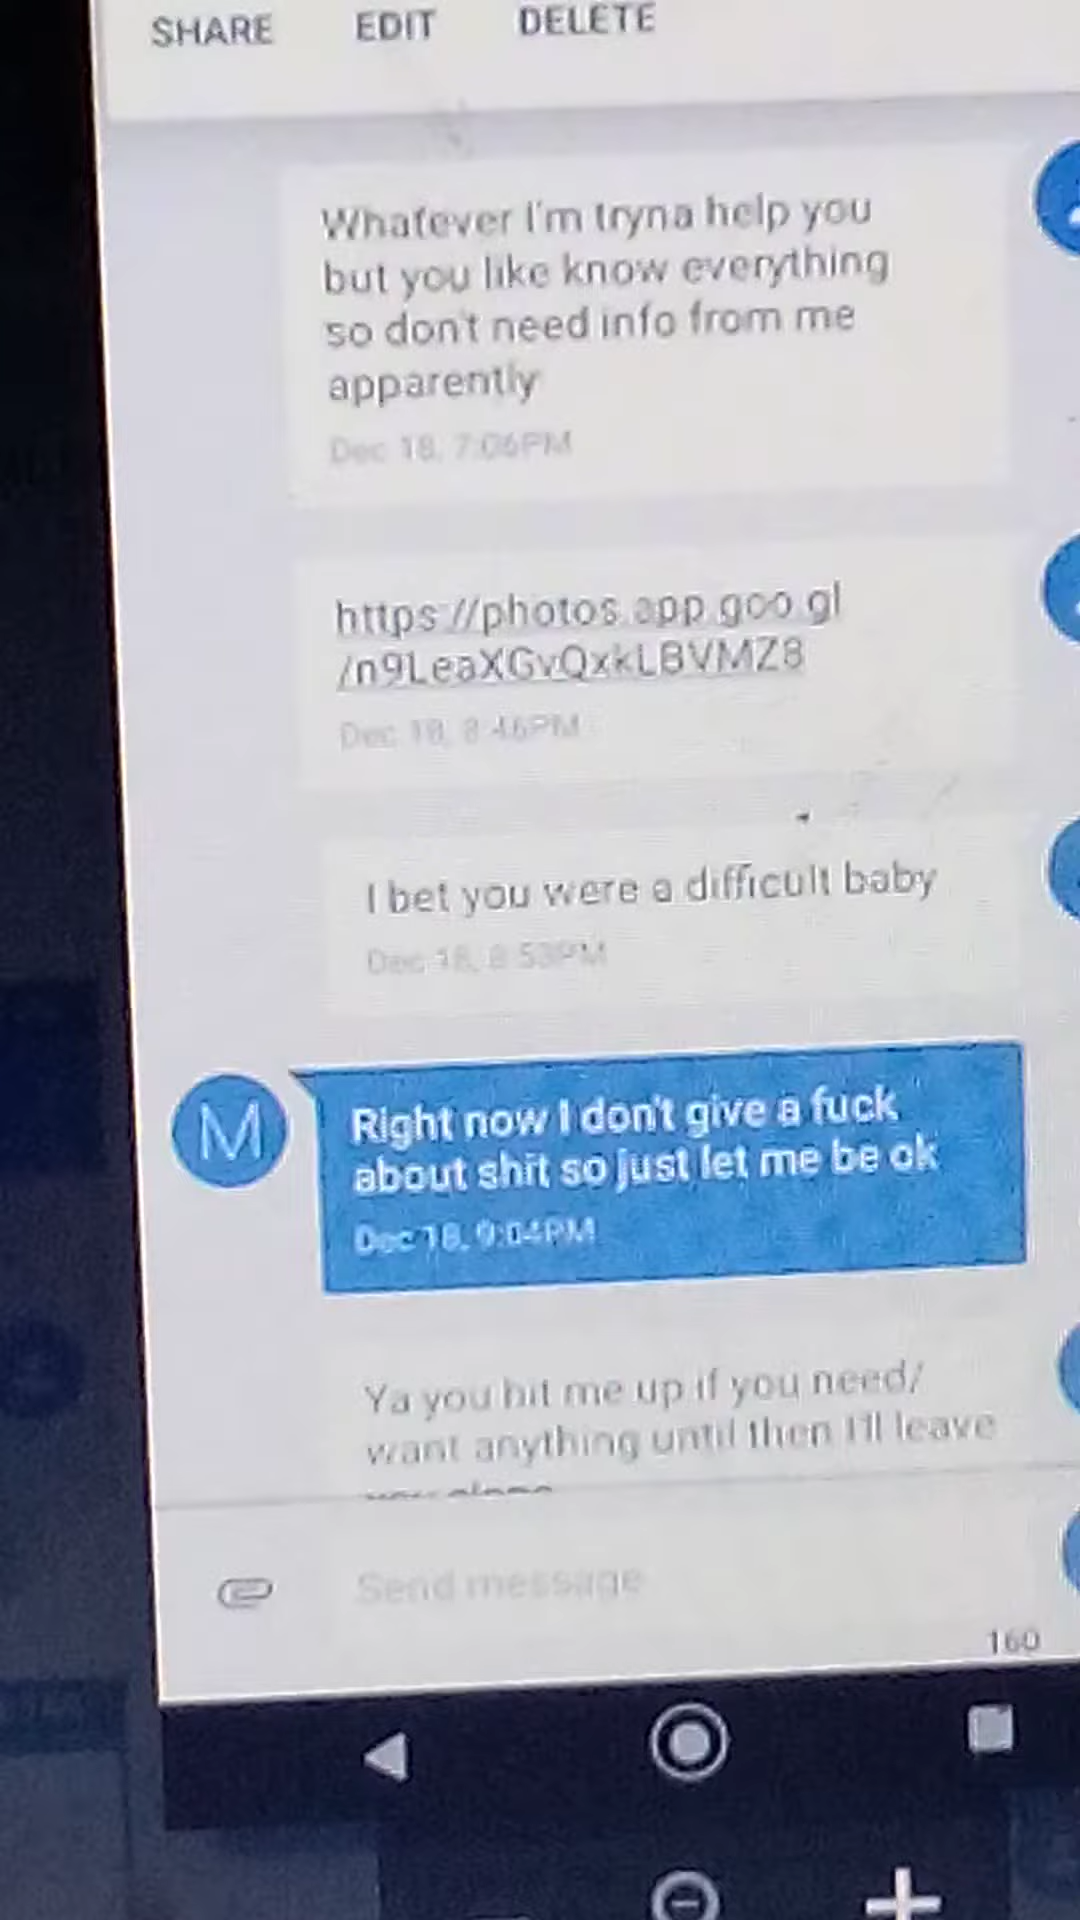 SHARE EDIT DELETE
Whatever I'm tryna help you
but you like know everything
so don't need info from me
apparently
Dec 18, 7:06PM
https://photos.app.goo.gl
/n9LeaXGvQxkLBVMZ8
Dec 18, 8:46PM
I bet you were a difficult baby
Dec 18, 8:53PM
M
Right now I don't give a fuck
about shit so just let me be ok
Dec 18, 9:04PM
Ya you hit me up if you need/
want anything until then I'll leave
Send message
160